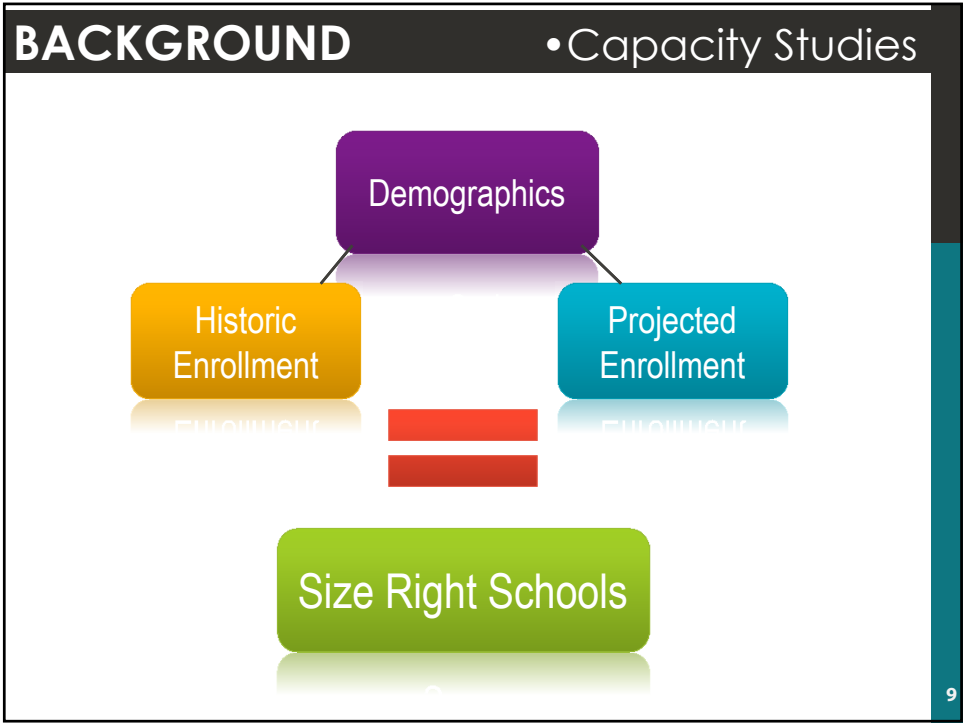 BACKGROUND
•Capacity Studies
Demographics
Historic
Enrollment
Projected
Enrollment
Size Right Schools
9